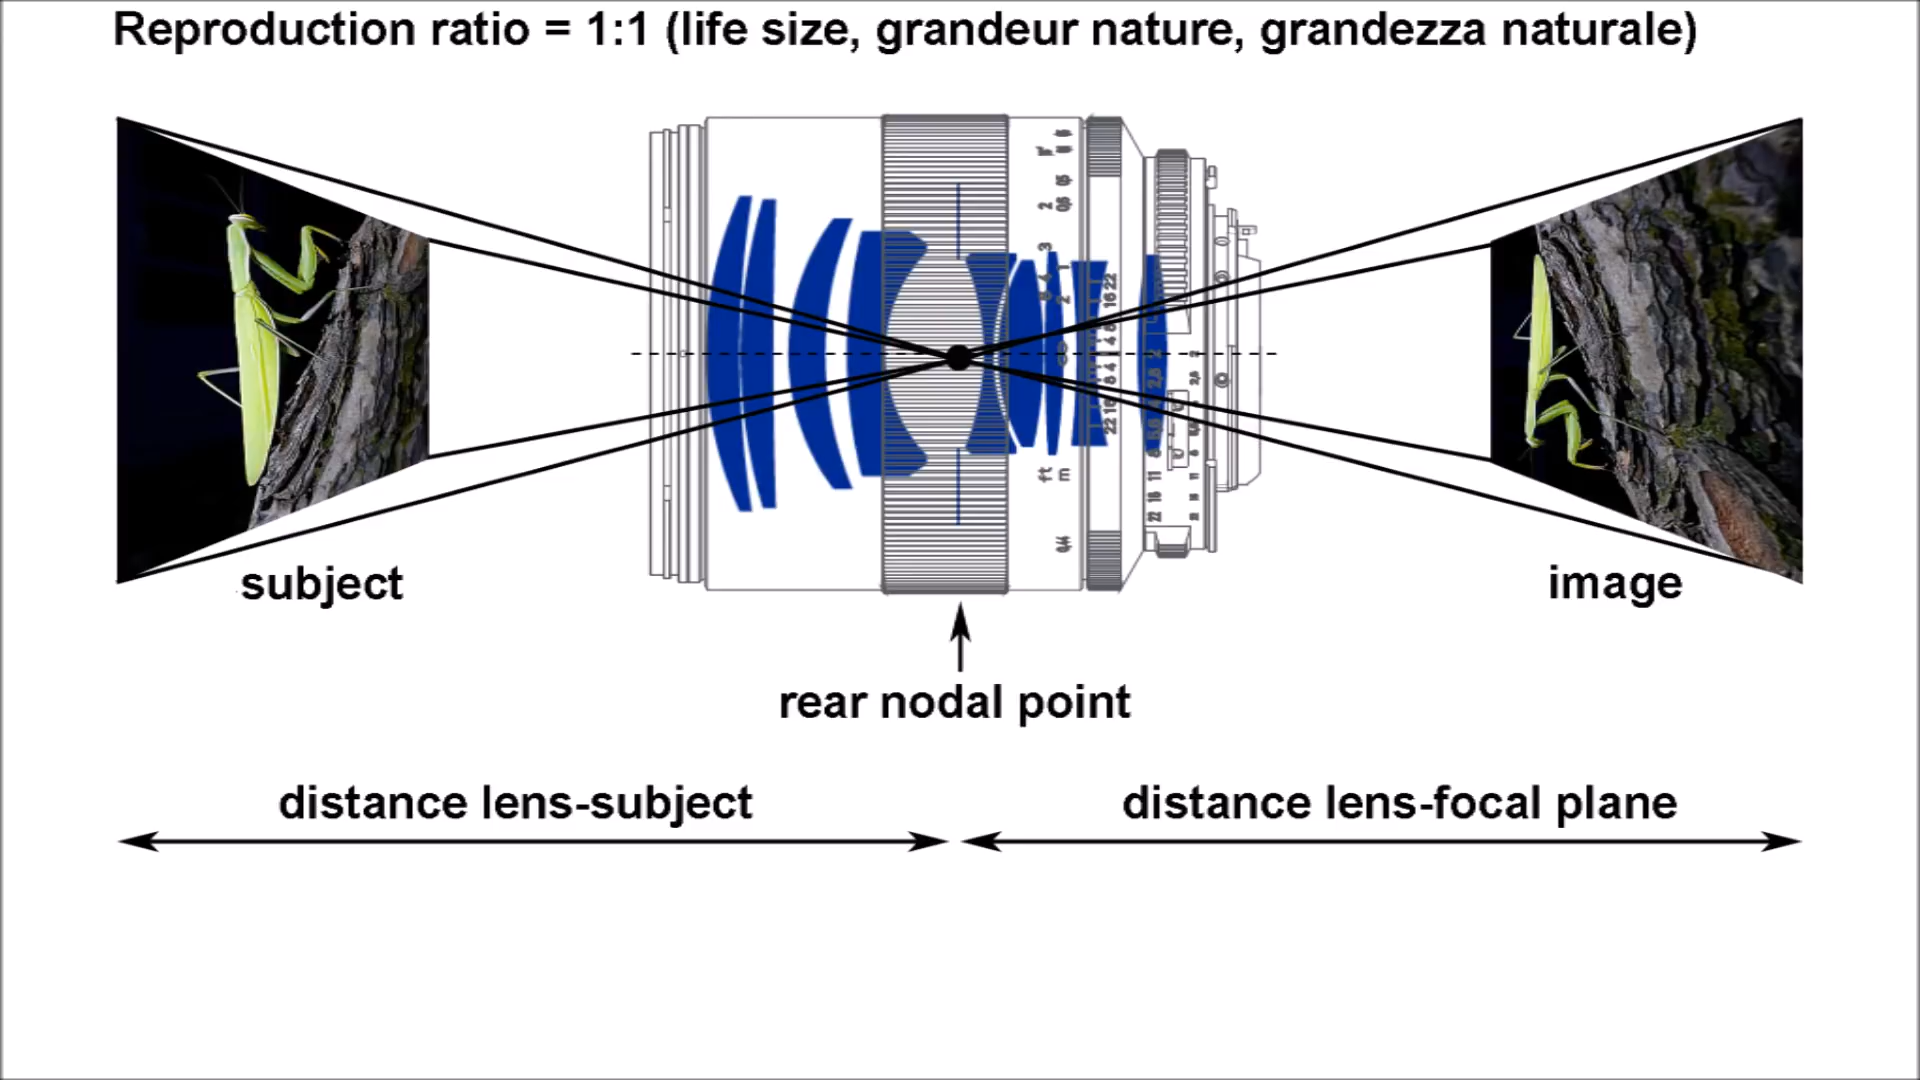 Reproduction ratio = 1:1 (life size, grandeur nature, grandezza naturale)
subject
image
ft
m
rear nodal point
distance lens-subject
distance lens-focal plane